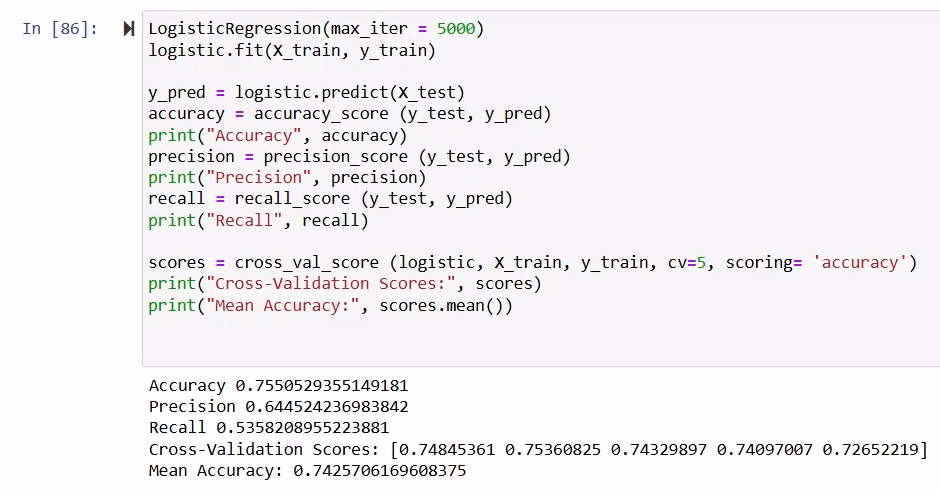 In [86]:
LogisticRegression(max_iter = 5000)
logistic.fit(X_train, y_train)
y_pred = logistic.predict(X_test)
accuracy = accuracy_score (y_test, y_pred)
print("Accuracy", accuracy)
precision = precision_score (y_test, y_pred)
print("Precision", precision)
recall = recall_score (y_test, y_pred)
print("Recall", recall)
scores = cross_val_score (logistic, X_train, y_train, cv=5, scoring= 'accuracy')
print("Cross-Validation Scores:", scores)
print("Mean Accuracy:", scores.mean())
Accuracy 0.7550529355149181
Precision 0.644524236983842
Recall 0.5358208955223881
Cross-Validation Scores: [0.74845361 0.75360825 0.74329897 0.74097007 0.72652219]
Mean Accuracy: 0.7425706169608375